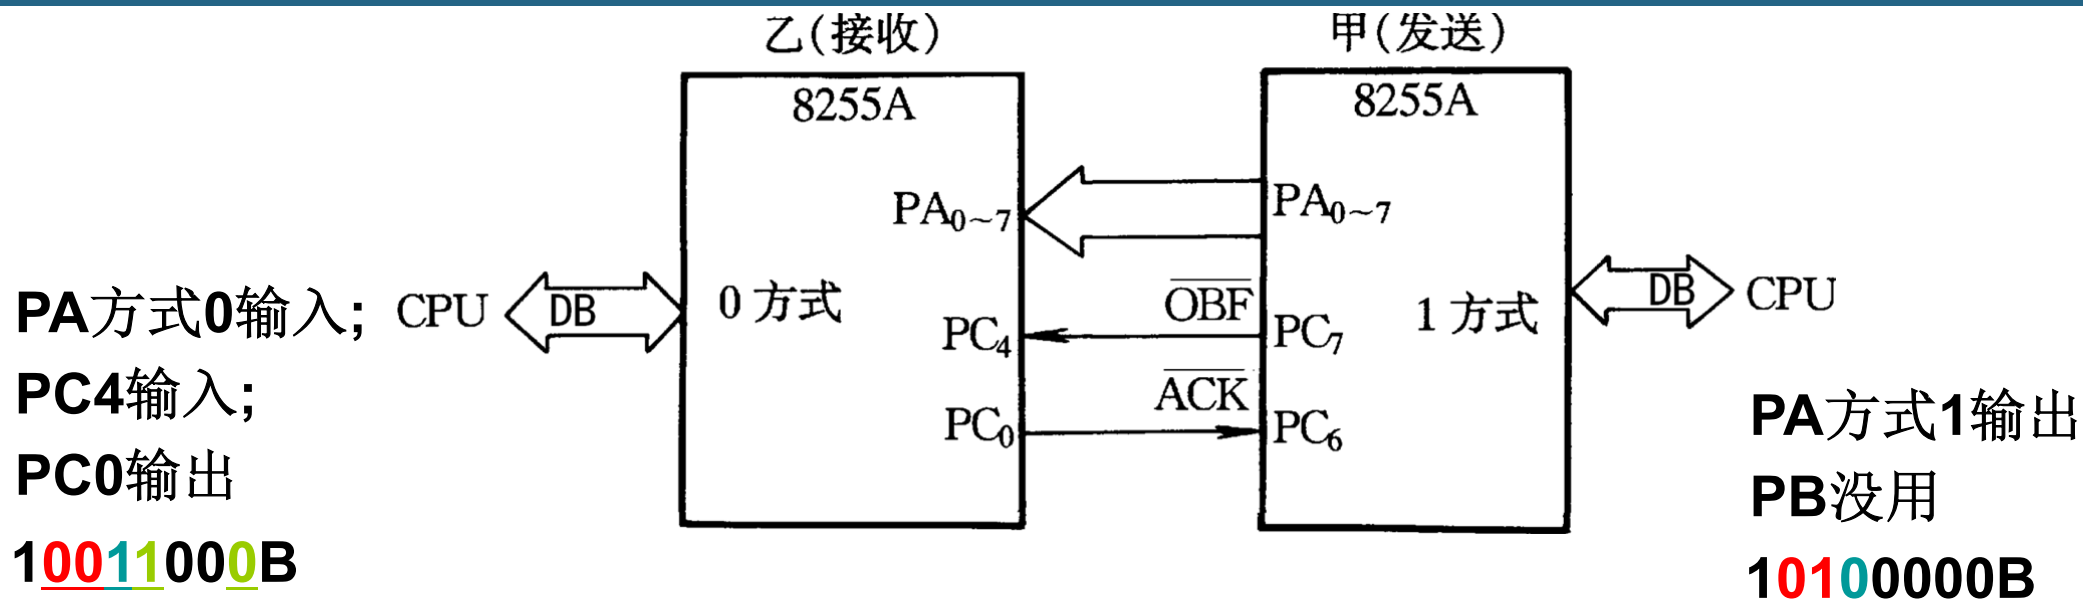 乙(接收)
甲(发送)
8255A
8255A
PA0~7
PA0~7
PA方式0输入;
CPU
DB
0 方式
OBF
1 方式
DB
CPU
PC4
PC7
PC4输入;
ACK
PC0
PC6
PA方式1输出
PC0输出
PB没用
10011000B
10100000B